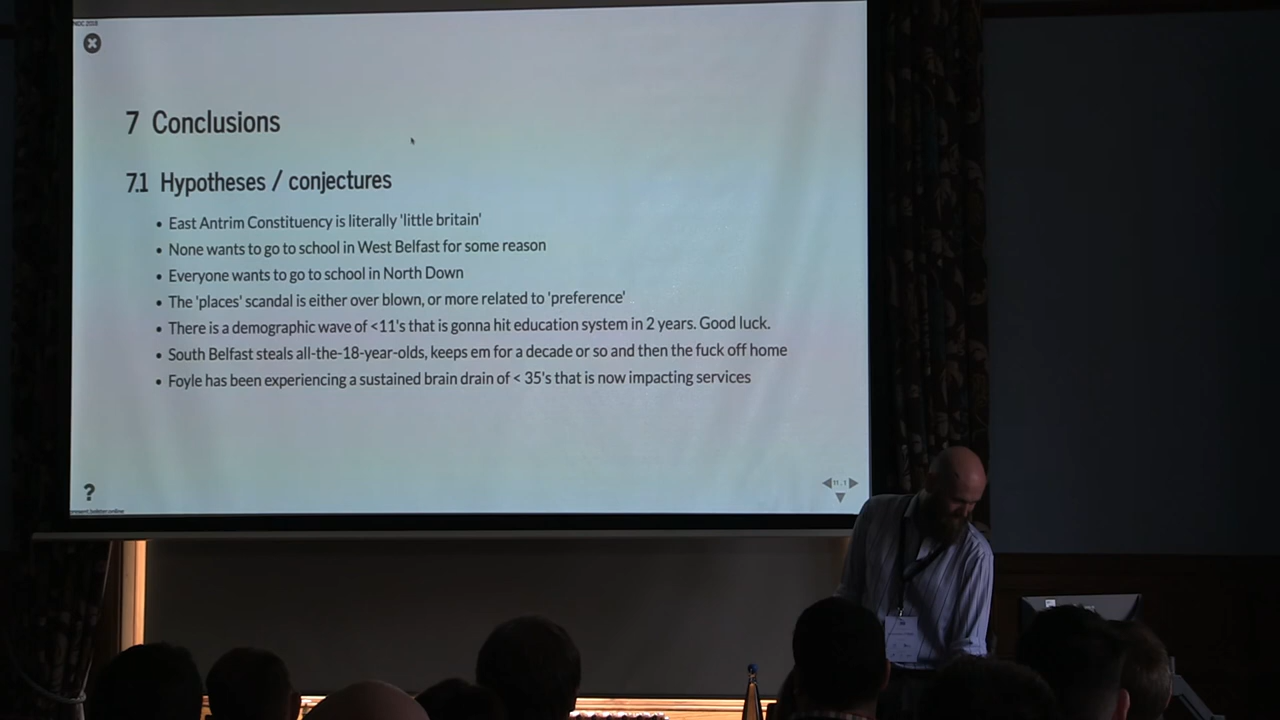 NIDC 2018
7 Conclusions
7.1 Hypotheses / conjectures
• East Antrim Constituency is literally 'little britain'
• None wants to go to school in West Belfast for some reason
• Everyone wants to go to school in North Down
• The 'places' scandal is either over blown, or more related to 'preference'
• There is a demographic wave of <11's that is gonna hit education system in 2 years. Good luck.
• South Belfast steals all-the-18-year-olds, keeps em for a decade or so and then the fuck off home
• Foyle has been experiencing a sustained brain drain of < 35's that is now impacting services
?
11.1